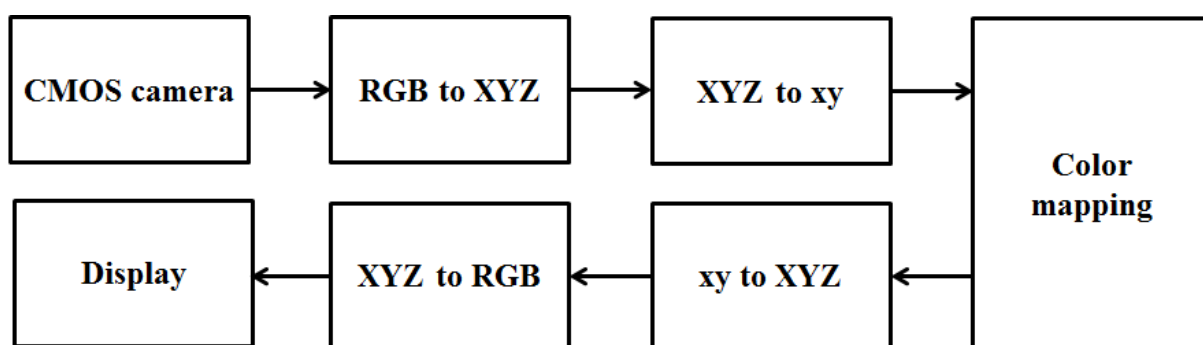 CMOS camera
RGB to XYZ
XYZ to xy
Color
mapping
Display
XYZ to RGB
xy to XYZ